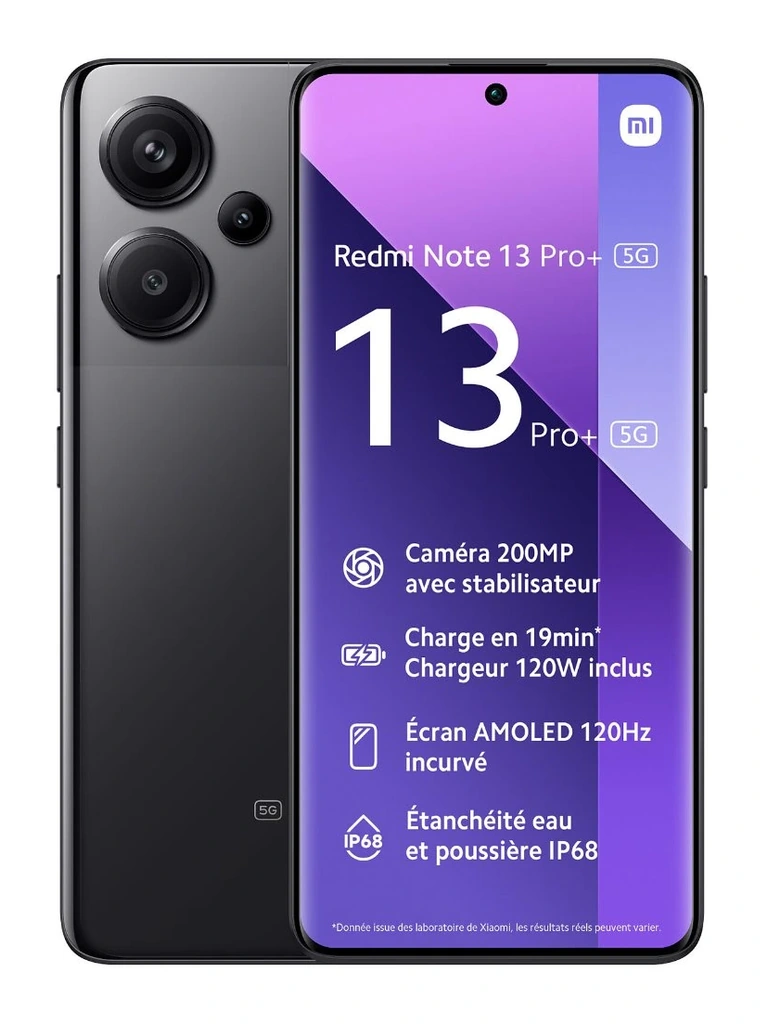 mi
Redmi Note 13 Pro+ 5G
13 Pro+ 5G
Caméra 200MP
avec stabilisateur
Charge en 19min*
Chargeur 120W inclus
Écran AMOLED 120Hz
incurvé
IP68
Étanchéité eau
et poussière IP68
5G
*Donnée issue des laboratoire de Xiaomi, les résultats réels peuvent varier.